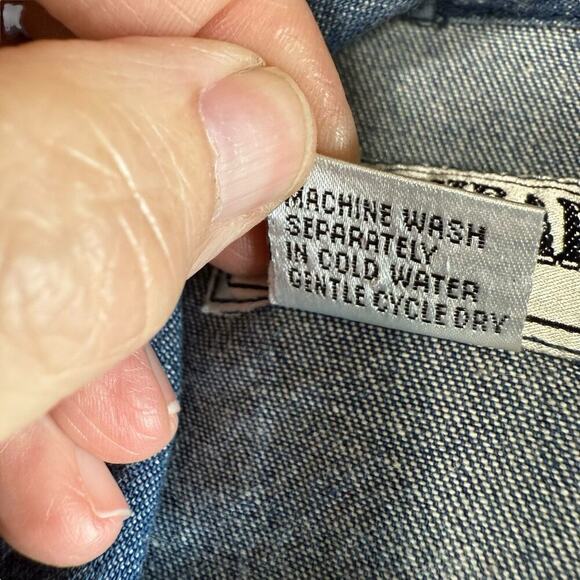 MACHINE WASH
SEPARATELY
IN COLD WATER
GENTLE CYCLE DRY